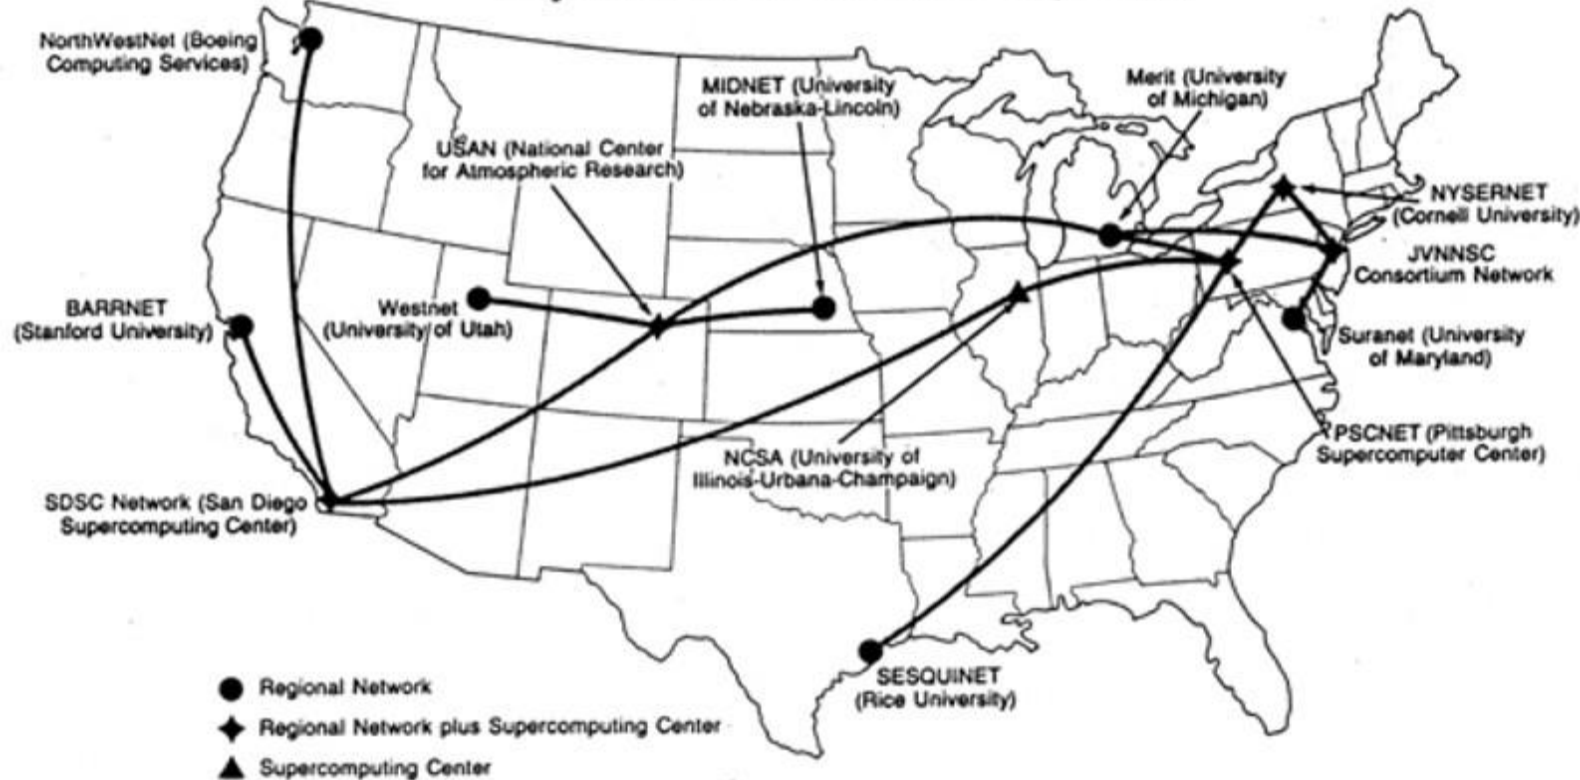 NorthWestNet (Boeing
Computing Services)
MIDNET (University
of Nebraska-Lincoln)
Merit (University
of Michigan)
USAN (National Center
for Atmospheric Research)
NYSERNET
(Cornell University)
JVNNSC
Consortium Network
BARRNET
(Stanford University)
Westnet
(University of Utah)
Suranet (University
of Maryland)
PSCNET (Pittsburgh
Supercomputer Center)
NCSA (University of
Illinois-Urbana-Champaign)
SDSC Network (San Diego
Supercomputing Center)
SESQUINET
(Rice University)
Regional Network
Regional Network plus Supercomputing Center
Supercomputing Center